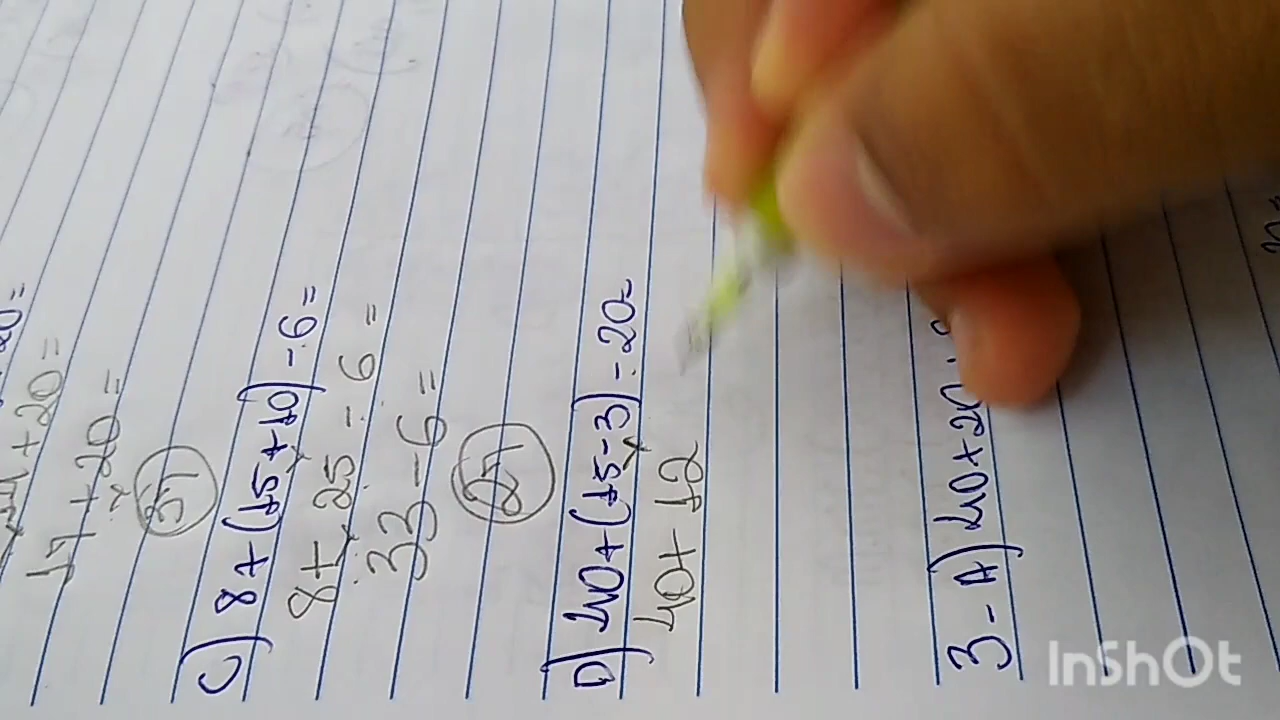 + 20 =
17 + 20 =
37
C) 8 + (15 + 10) - 6 =
8 + 25 - 6 =
33 - 6 =
27
D) 40 + (15 - 3) - 20 =
40 + 12
3 - A) 40 + 20
InShOt